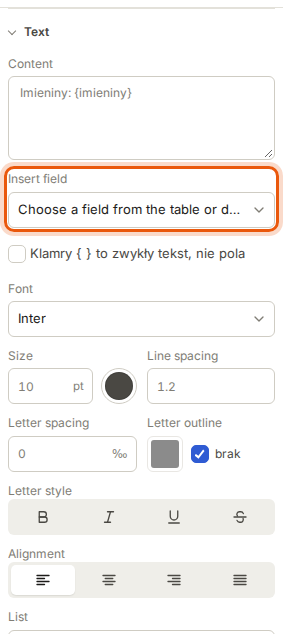 Text
Content
Imieniny: {imieniny}
Insert field
Choose a field from the table or d...
Klamry { } to zwykły tekst, nie pola
Font
Inter
Size
Line spacing
10 pt
1.2
Letter spacing
Letter outline
0 ‰
brak
Letter style
B I U S
Alignment
List